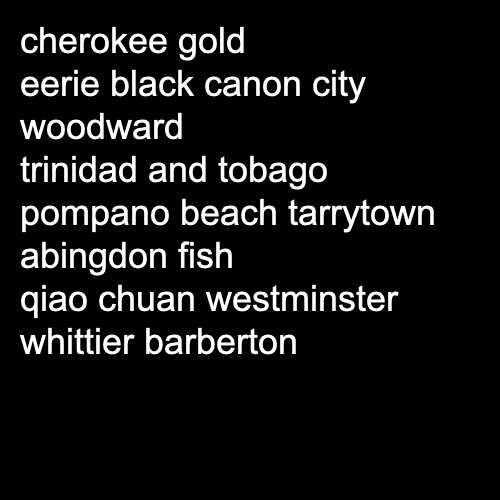 cherokee gold
eerie black canon city
woodward
trinidad and tobago
pompano beach tarrytown
abingdon fish
qiao chuan westminster
whittier barberton